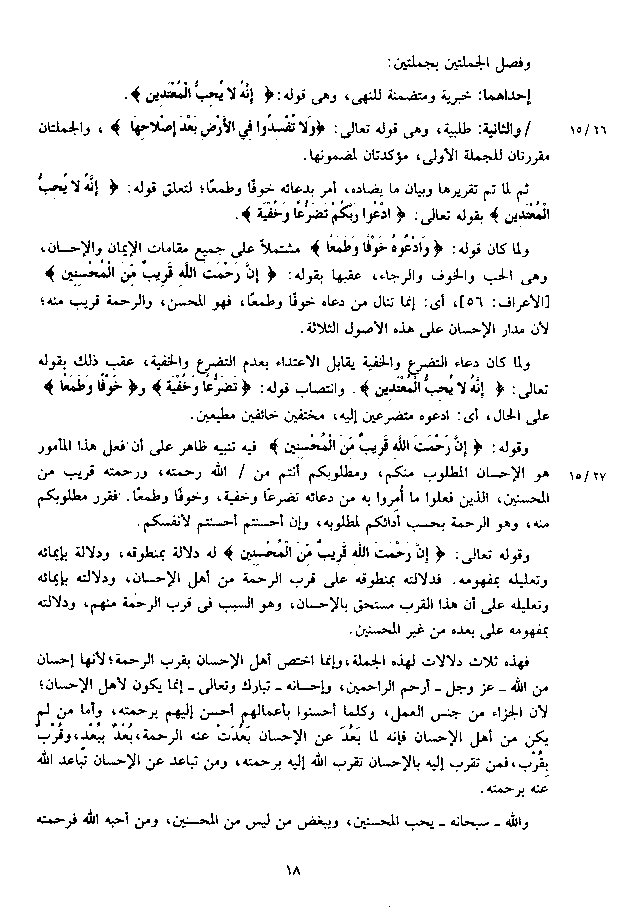 وفصل الجملتين بجملتين:
إحداهما: خبرية ومتضمنة للنهى، وهى قوله: ﴿ إِنَّهُ لا يُحِبُّ الْمُعْتَدِين ﴾.
١٥/٢٦ / والثانية: طلبية، وهى قوله تعالى: ﴿وَلا تُفْسِدُوا فِي الأَرْضِ بَعْدَ إِصْلاحِهَا ﴾ ، والجملتان
مقررتان للجملة الأولى، مؤكدتان لمضمونها.
ثم لما تم تقريرها وبيان ما يضاده، أمر بدعائه خوفًا وطمعًا؛ لتعلق قوله: ﴿ إِنَّهُ لا يُحِبُّ
الْمُعْتَدِين ﴾ بقوله تعالى: ﴿ ادْعُوا رَبَّكُمْ تَضَرُّعًا وَخُفْيَةً ﴾.
ولما كان قوله: ﴿ وَادْعُوهُ خَوْفًا وَطَمَعًا ﴾ مشتملاً على جميع مقامات الإيمان والإحسان،
وهى الحب والخوف والرجاء، عقبها بقوله: ﴿ إِنَّ رَحْمَتَ اللَّهِ قَرِيبٌ مِّنَ الْمُحْسِنِينَ ﴾
[الأعراف: ٥٦]، أى: إنما تنال من دعاه خوفًا وطمعًا، فهو المحسن، والرحمة قريب منه؛
لأن مدار الإحسان على هذه الأصول الثلاثة.
ولما كان دعاء التضرع والخفية يقابل الاعتداء بعدم التضرع والخفية، عقب ذلك بقوله
تعالى: ﴿ إِنَّهُ لا يُحِبُّ الْمُعْتَدِين ﴾. وانتصاب قوله: ﴿ تَضَرُّعًا وَخُفْيَةً ﴾ و﴿ خَوْفًا وَطَمَعًا ﴾
على الحال، أى: ادعوه متضرعين إليه، مختفين خائفين مطيعين.
وقوله: ﴿ إِنَّ رَحْمَتَ اللَّهِ قَرِيبٌ مِّنَ الْمُحْسِنِين ﴾ فيه تنبيه ظاهر على أن فعل هذا المأمور
١٥/٢٧ هو الإحسان المطلوب منكم، ومطلوبكم أنتم من / الله رحمته، ورحمته قريب من
المحسنين، الذين فعلوا ما أمروا به من دعائه تضرعًا وخفية، وخوفًا وطمعًا. فقرر مطلوبكم
منه، وهو الرحمة بحسب أدائكم لمطلوبه، وإن أحسنتم أحسنتم لأنفسكم.
وقوله تعالى: ﴿ إِنَّ رَحْمَتَ اللَّهِ قَرِيبٌ مِّنَ الْمُحْسِنِين ﴾ له دلالة بمنطوقه، ودلالة بإيمائه
وتعليله بمفهومه. فدلالته بمنطوقه على قرب الرحمة من أهل الإحسان، ودلالته بإيمائه
وتعليله على أن هذا القرب مستحق بالإحسان، وهو السبب فى قرب الرحمة منهم، ودلالته
بمفهومه على بعده من غير المحسنين.
فهذه ثلاث دلالات لهذه الجملة، وإنما اختص أهل الإحسان بقرب الرحمة؛ لأنها إحسان
من الله ـ عز وجل ـ أرحم الراحمين، وإحسانه ـ تبارك وتعالى ـ إنما يكون لأهل الإحسان؛
لأن الجزاء من جنس العمل، وكلما أحسنوا بأعمالهم أحسن إليهم برحمته، وأما من لم
يكن من أهل الإحسان فإنه لما بَعُدَ عن الإحسان بَعُدَتْ عنه الرحمة، بُعْدٌ بِبُعْد، وقُرْبٌ
بِقُرْب، فمن تقرب إليه بالإحسان تقرب الله إليه برحمته، ومن تباعد عن الإحسان تباعد الله
عنه برحمته.
والله ـ سبحانه ـ يحب المحسنين، ويبغض من ليس من المحسنين، ومن أحبه الله فرحمته
١٨